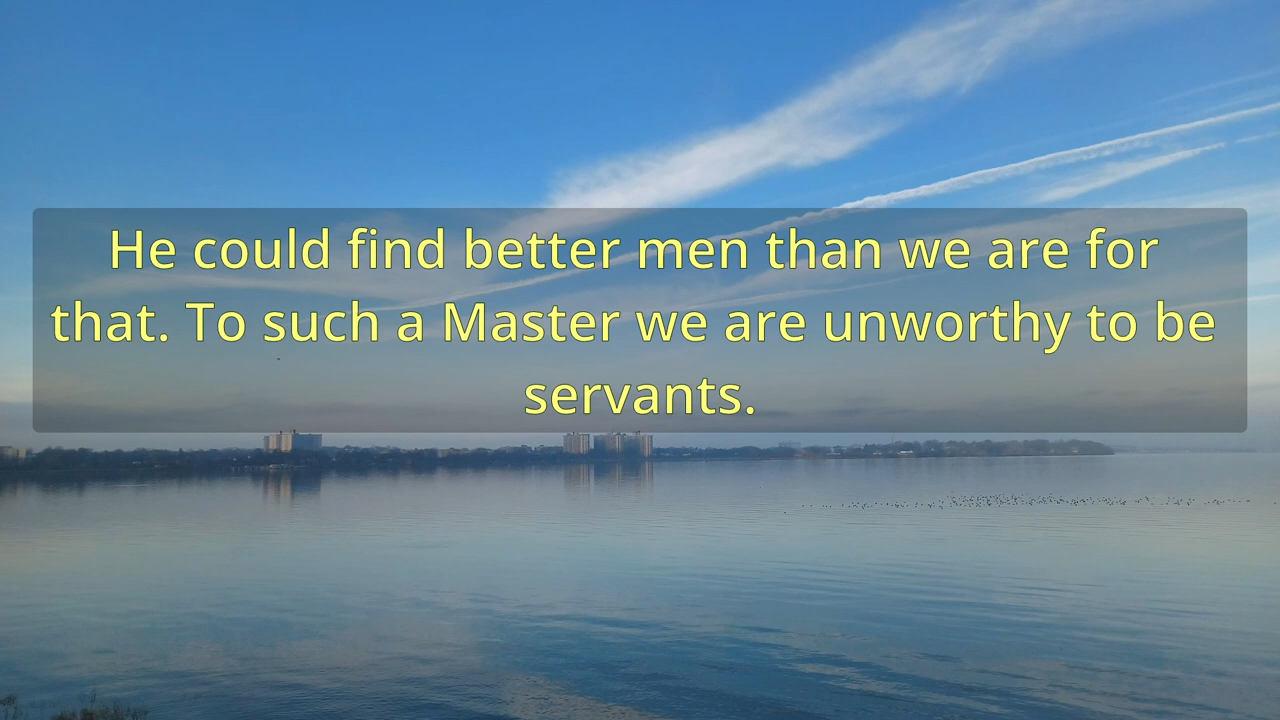 He could find better men than we are for
that. To such a Master we are unworthy to be
servants.